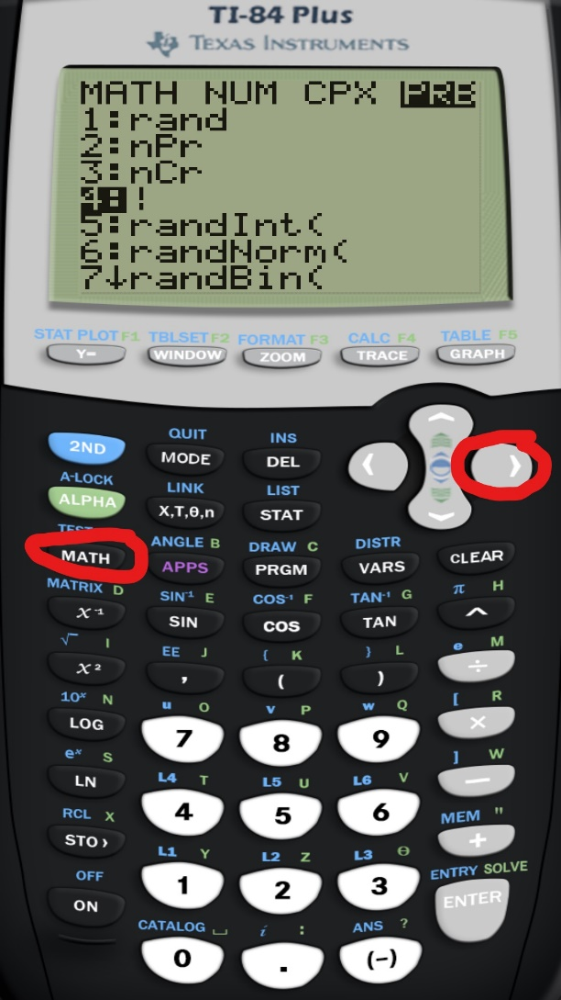 TI-84 Plus
TEXAS INSTRUMENTS
MATH NUM CPX PRB
1:rand
2:nPr
3:nCr
4:!
5:randInt(
6:randNorm(
7↓randBin(
STAT PLOT F1 TBLSET F2 FORMAT F3 CALC F4 TABLE F5
Y= WINDOW ZOOM TRACE GRAPH
QUIT INS
2ND MODE DEL
A-LOCK LINK LIST
ALPHA X,T,θ,n STAT
ANGLE B DRAW C DISTR
MATH APPS PRGM VARS CLEAR
MATRIX D SIN⁻¹ E COS⁻¹ F TAN⁻¹ G π H
x⁻¹ SIN COS TAN ^
√‾ I EE J { K } L e M
x² , ( ) ÷
10ˣ N u O v P w Q [ R
LOG 7 8 9 ×
eˣ S L4 T L5 U L6 V ] W
LN 4 5 6 −
RCL X L1 Y L2 Z L3 θ MEM "
STO› 1 2 3 +
OFF CATALOG ⎵ i : ANS ? ENTRY SOLVE
ON 0 . (−) ENTER